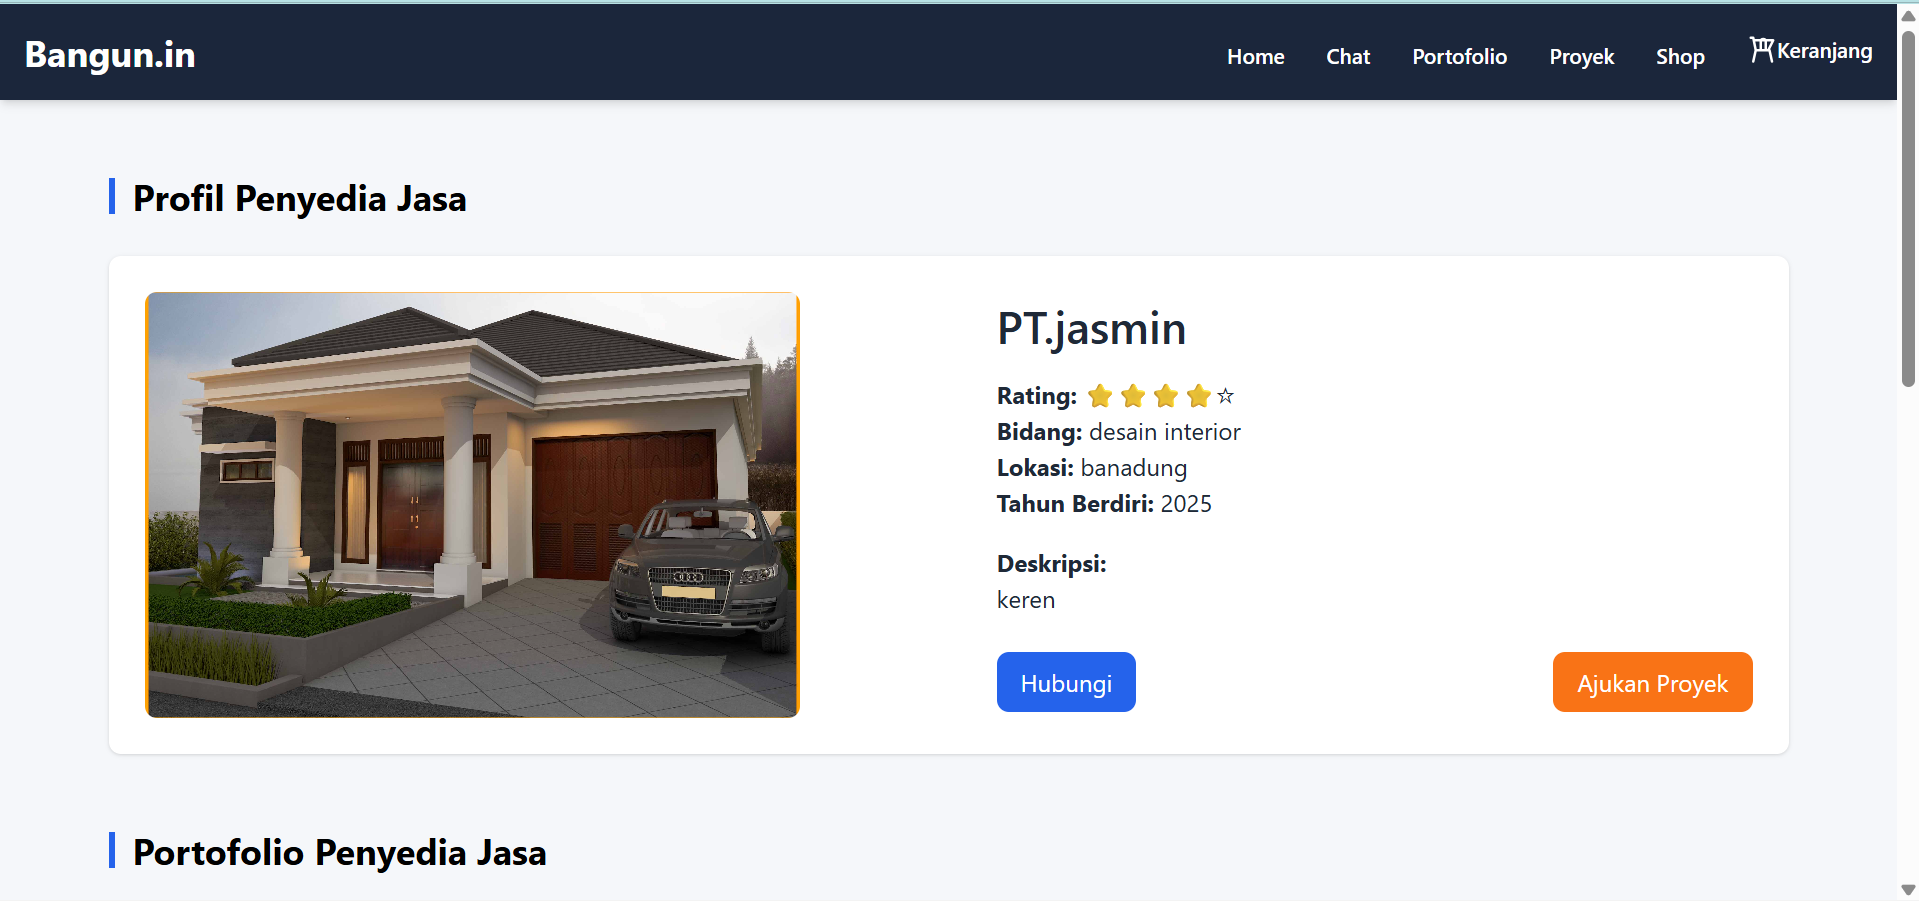 Bangun.in
Home Chat Portofolio Proyek Shop Keranjang
Profil Penyedia Jasa
PT.jasmin
Rating: ⭐⭐⭐⭐☆
Bidang: desain interior
Lokasi: banadung
Tahun Berdiri: 2025
Deskripsi:
keren
Hubungi
Ajukan Proyek
Portofolio Penyedia Jasa